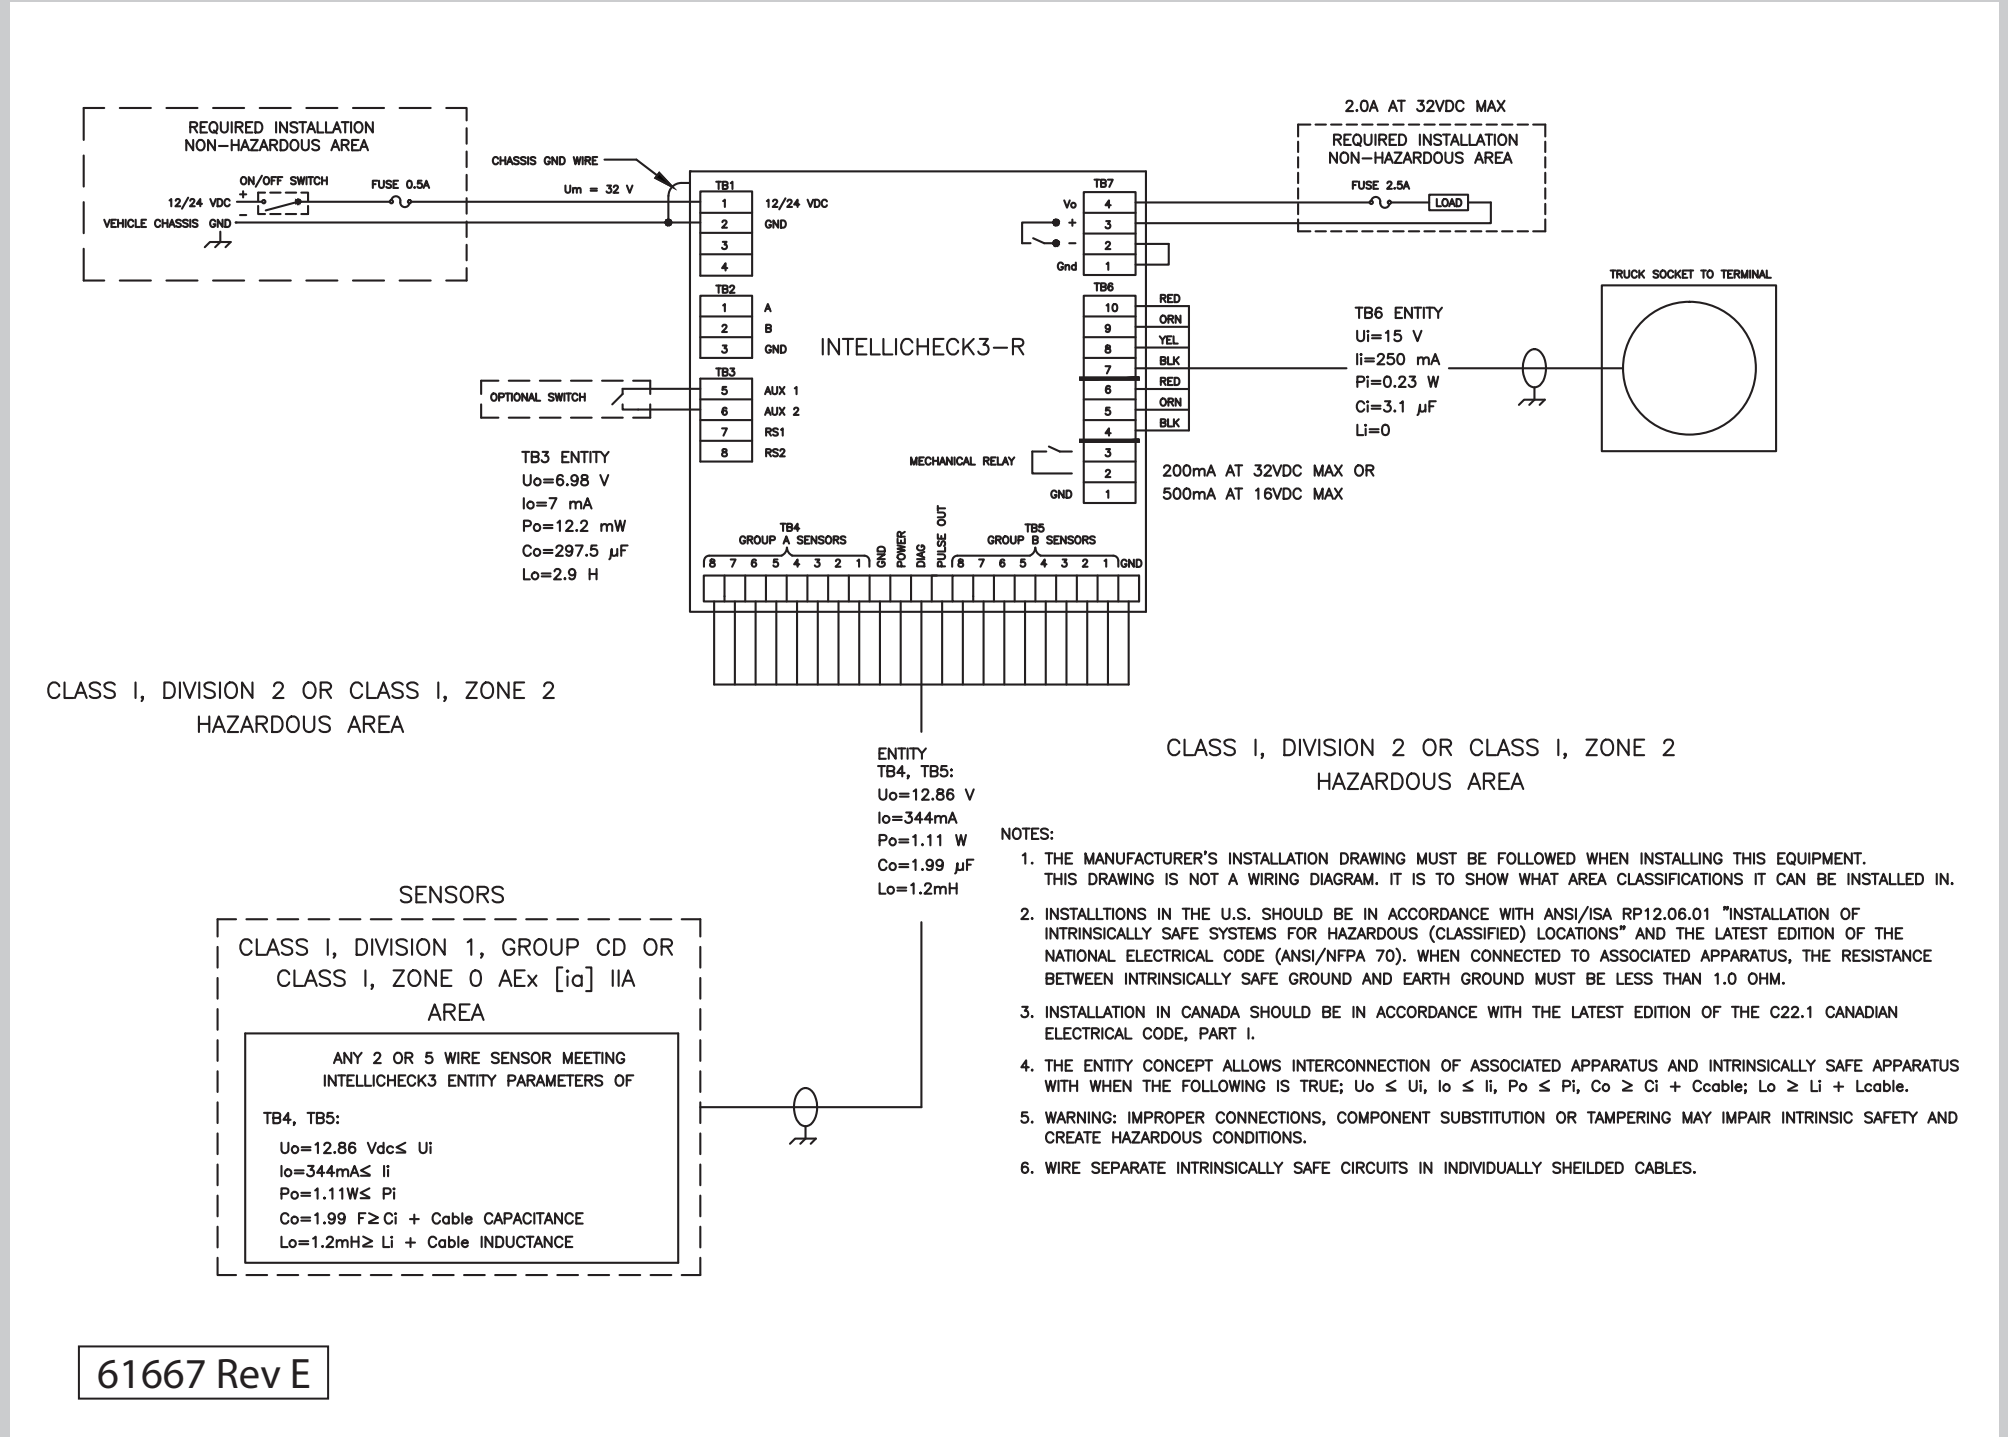 REQUIRED INSTALLATION
NON-HAZARDOUS AREA
ON/OFF SWITCH
FUSE 0.5A
12/24 VDC
+
-
VEHICLE CHASSIS GND
CHASSIS GND WIRE
Um = 32 V
TB1
1 12/24 VDC
2 GND
3
4
TB2
1 A
2 B
3 GND
TB3
5 AUX 1
6 AUX 2
7 RS1
8 RS2
OPTIONAL SWITCH
TB3 ENTITY
Uo=6.98 V
Io=7 mA
Po=12.2 mW
Co=297.5 µF
Lo=2.9 H
INTELLICHECK3-R
TB7
Vo 4
+ 3
- 2
Gnd 1
TB6
10 RED
9 ORN
8 YEL
7 BLK
6 RED
5 ORN
4 BLK
3
MECHANICAL RELAY
2
GND 1
2.0A AT 32VDC MAX
REQUIRED INSTALLATION
NON-HAZARDOUS AREA
FUSE 2.5A
LOAD
TB6 ENTITY
Ui=15 V
Ii=250 mA
Pi=0.23 W
Ci=3.1 µF
Li=0
TRUCK SOCKET TO TERMINAL
200mA AT 32VDC MAX OR
500mA AT 16VDC MAX
TB4
GROUP A SENSORS
8 7 6 5 4 3 2 1
GND
POWER
DIAG
PULSE OUT
TB5
GROUP B SENSORS
8 7 6 5 4 3 2 1 GND
CLASS I, DIVISION 2 OR CLASS I, ZONE 2
HAZARDOUS AREA
CLASS I, DIVISION 2 OR CLASS I, ZONE 2
HAZARDOUS AREA
ENTITY
TB4, TB5:
Uo=12.86 V
Io=344mA
Po=1.11 W
Co=1.99 µF
Lo=1.2mH
SENSORS
CLASS I, DIVISION 1, GROUP CD OR
CLASS I, ZONE 0 AEx [ia] IIA
AREA
ANY 2 OR 5 WIRE SENSOR MEETING
INTELLICHECK3 ENTITY PARAMETERS OF
TB4, TB5:
Uo=12.86 Vdc≤ Ui
Io=344mA≤ Ii
Po=1.11W≤ Pi
Co=1.99 F≥Ci + Cable CAPACITANCE
Lo=1.2mH≥ Li + Cable INDUCTANCE
NOTES:
1. THE MANUFACTURER'S INSTALLATION DRAWING MUST BE FOLLOWED WHEN INSTALLING THIS EQUIPMENT.
THIS DRAWING IS NOT A WIRING DIAGRAM. IT IS TO SHOW WHAT AREA CLASSIFICATIONS IT CAN BE INSTALLED IN.
2. INSTALLTIONS IN THE U.S. SHOULD BE IN ACCORDANCE WITH ANSI/ISA RP12.06.01 "INSTALLATION OF
INTRINSICALLY SAFE SYSTEMS FOR HAZARDOUS (CLASSIFIED) LOCATIONS" AND THE LATEST EDITION OF THE
NATIONAL ELECTRICAL CODE (ANSI/NFPA 70). WHEN CONNECTED TO ASSOCIATED APPARATUS, THE RESISTANCE
BETWEEN INTRINSICALLY SAFE GROUND AND EARTH GROUND MUST BE LESS THAN 1.0 OHM.
3. INSTALLATION IN CANADA SHOULD BE IN ACCORDANCE WITH THE LATEST EDITION OF THE C22.1 CANADIAN
ELECTRICAL CODE, PART I.
4. THE ENTITY CONCEPT ALLOWS INTERCONNECTION OF ASSOCIATED APPARATUS AND INTRINSICALLY SAFE APPARATUS
WITH WHEN THE FOLLOWING IS TRUE; Uo ≤ Ui, Io ≤ Ii, Po ≤ Pi, Co ≥ Ci + Ccable; Lo ≥ Li + Lcable.
5. WARNING: IMPROPER CONNECTIONS, COMPONENT SUBSTITUTION OR TAMPERING MAY IMPAIR INTRINSIC SAFETY AND
CREATE HAZARDOUS CONDITIONS.
6. WIRE SEPARATE INTRINSICALLY SAFE CIRCUITS IN INDIVIDUALLY SHEILDED CABLES.
61667 Rev E